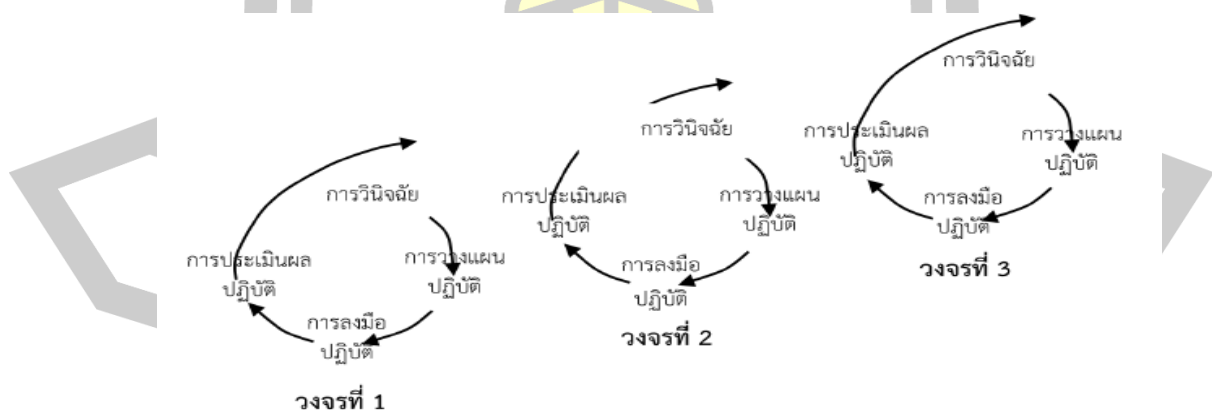 การวินิจฉัย
การวางแผน
ปฏิบัติ
การลงมือ
ปฏิบัติ
การประเมินผล
ปฏิบัติ
วงจรที่ 1
การวินิจฉัย
การวางแผน
ปฏิบัติ
การลงมือ
ปฏิบัติ
การประเมินผล
ปฏิบัติ
วงจรที่ 2
การวินิจฉัย
การวางแผน
ปฏิบัติ
การลงมือ
ปฏิบัติ
การประเมินผล
ปฏิบัติ
วงจรที่ 3